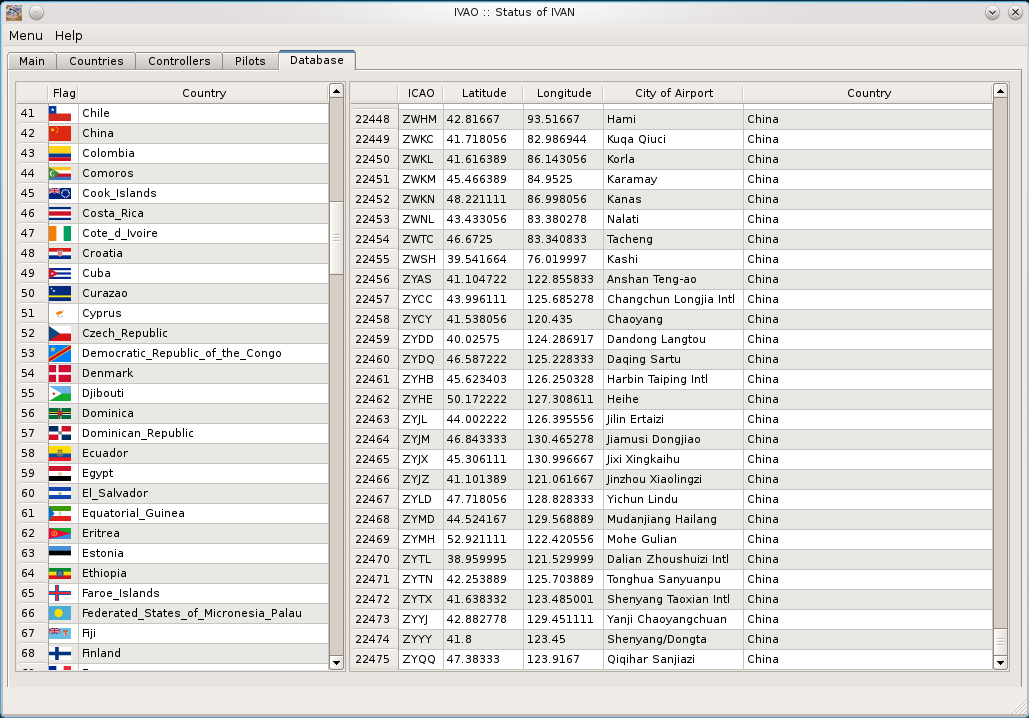 IVAO :: Status of IVAN
Menu Help
Main Countries Controllers Pilots Database
Flag Country
41 Chile
42 China
43 Colombia
44 Comoros
45 Cook_Islands
46 Costa_Rica
47 Cote_d_Ivoire
48 Croatia
49 Cuba
50 Curazao
51 Cyprus
52 Czech_Republic
53 Democratic_Republic_of_the_Congo
54 Denmark
55 Djibouti
56 Dominica
57 Dominican_Republic
58 Ecuador
59 Egypt
60 El_Salvador
61 Equatorial_Guinea
62 Eritrea
63 Estonia
64 Ethiopia
65 Faroe_Islands
66 Federated_States_of_Micronesia_Palau
67 Fiji
68 Finland
ICAO Latitude Longitude City of Airport Country
22448 ZWHM 42.81667 93.51667 Hami China
22449 ZWKC 41.718056 82.986944 Kuqa Qiuci China
22450 ZWKL 41.616389 86.143056 Korla China
22451 ZWKM 45.466389 84.9525 Karamay China
22452 ZWKN 48.221111 86.998056 Kanas China
22453 ZWNL 43.433056 83.380278 Nalati China
22454 ZWTC 46.6725 83.340833 Tacheng China
22455 ZWSH 39.541664 76.019997 Kashi China
22456 ZYAS 41.104722 122.855833 Anshan Teng-ao China
22457 ZYCC 43.996111 125.685278 Changchun Longjia Intl China
22458 ZYCY 41.538056 120.435 Chaoyang China
22459 ZYDD 40.02575 124.286917 Dandong Langtou China
22460 ZYDQ 46.587222 125.228333 Daqing Sartu China
22461 ZYHB 45.623403 126.250328 Harbin Taiping Intl China
22462 ZYHE 50.172222 127.308611 Heihe China
22463 ZYJL 44.002222 126.395556 Jilin Ertaizi China
22464 ZYJM 46.843333 130.465278 Jiamusi Dongjiao China
22465 ZYJX 45.306111 130.996667 Jixi Xingkaihu China
22466 ZYJZ 41.101389 121.061667 Jinzhou Xiaolingzi China
22467 ZYLD 47.718056 128.828333 Yichun Lindu China
22468 ZYMD 44.524167 129.568889 Mudanjiang Hailang China
22469 ZYMH 52.921111 122.420556 Mohe Gulian China
22470 ZYTL 38.959995 121.529999 Dalian Zhoushuizi Intl China
22471 ZYTN 42.253889 125.703889 Tonghua Sanyuanpu China
22472 ZYTX 41.638332 123.485001 Shenyang Taoxian Intl China
22473 ZYYJ 42.882778 129.451111 Yanji Chaoyangchuan China
22474 ZYYY 41.8 123.45 Shenyang/Dongta China
22475 ZYQQ 47.38333 123.9167 Qiqihar Sanjiazi China